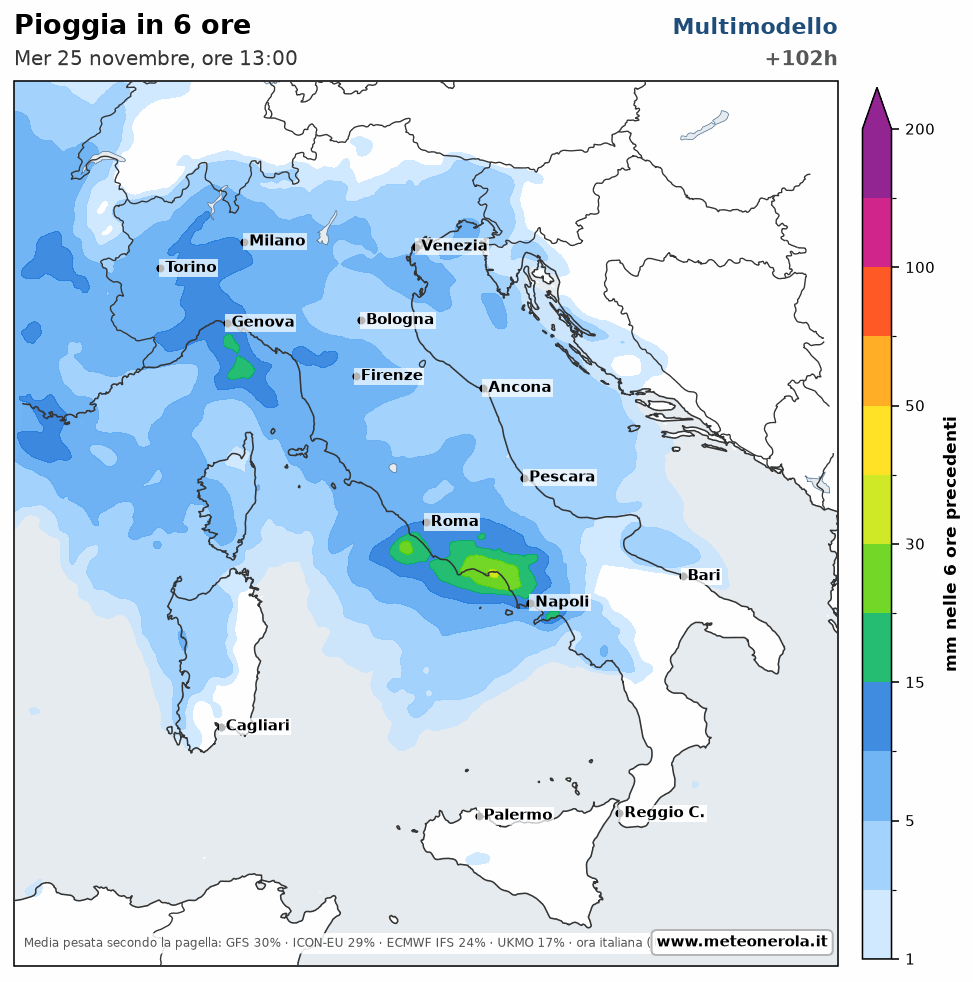 Pioggia in 6 ore
Multimodello
Mer 25 novembre, ore 13:00
+102h
200
100
50
30
15
5
1
mm nelle 6 ore precedenti
Milano
Venezia
Torino
Genova
Bologna
Firenze
Ancona
Pescara
Roma
Bari
Napoli
Cagliari
Palermo
Reggio C.
Media pesata secondo la pagella: GFS 30% · ICON-EU 29% · ECMWF IFS 24% · UKMO 17% · ora italiana (
www.meteonerola.it